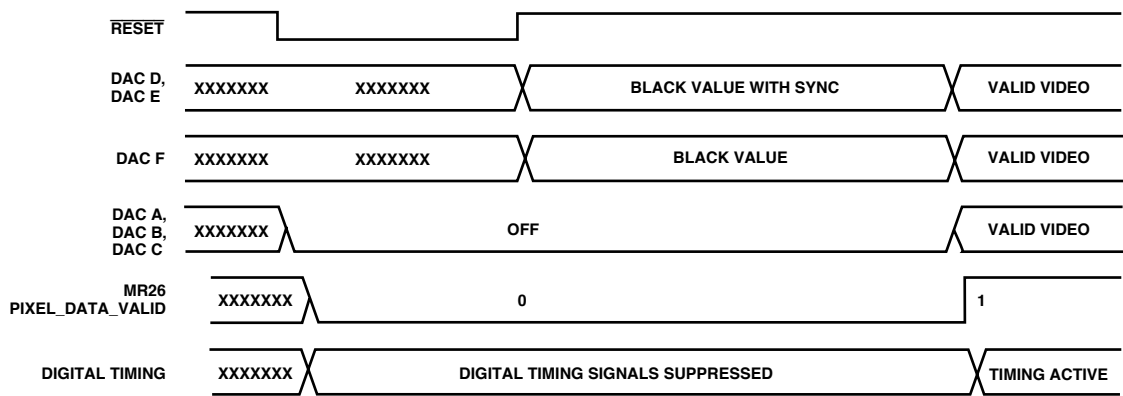 RESET
DAC D,
DAC E
XXXXXXX XXXXXXX BLACK VALUE WITH SYNC VALID VIDEO
DAC F XXXXXXX XXXXXXX BLACK VALUE VALID VIDEO
DAC A,
DAC B,
DAC C
XXXXXXX OFF VALID VIDEO
MR26
PIXEL_DATA_VALID
XXXXXXX 0 1
DIGITAL TIMING XXXXXXX DIGITAL TIMING SIGNALS SUPPRESSED TIMING ACTIVE